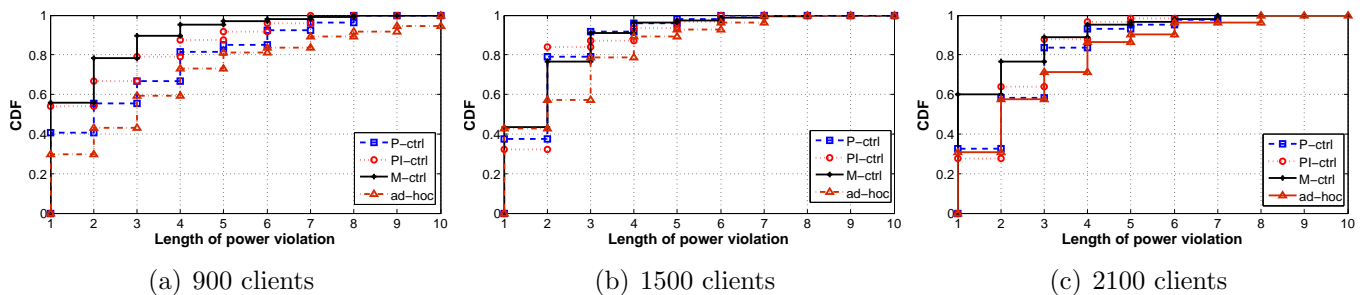 1
0.8
0.6
0.4
0.2
0
CDF
1 2 3 4 5 6 7 8 9 10
Length of power violation
P-ctrl
PI-ctrl
M-ctrl
ad-hoc
(a) 900 clients
1
0.8
0.6
0.4
0.2
0
CDF
1 2 3 4 5 6 7 8 9 10
Length of power violation
P-ctrl
PI-ctrl
M-ctrl
ad-hoc
(b) 1500 clients
1
0.8
0.6
0.4
0.2
0
CDF
1 2 3 4 5 6 7 8 9 10
Length of power violation
P-ctrl
PI-ctrl
M-ctrl
ad-hoc
(c) 2100 clients